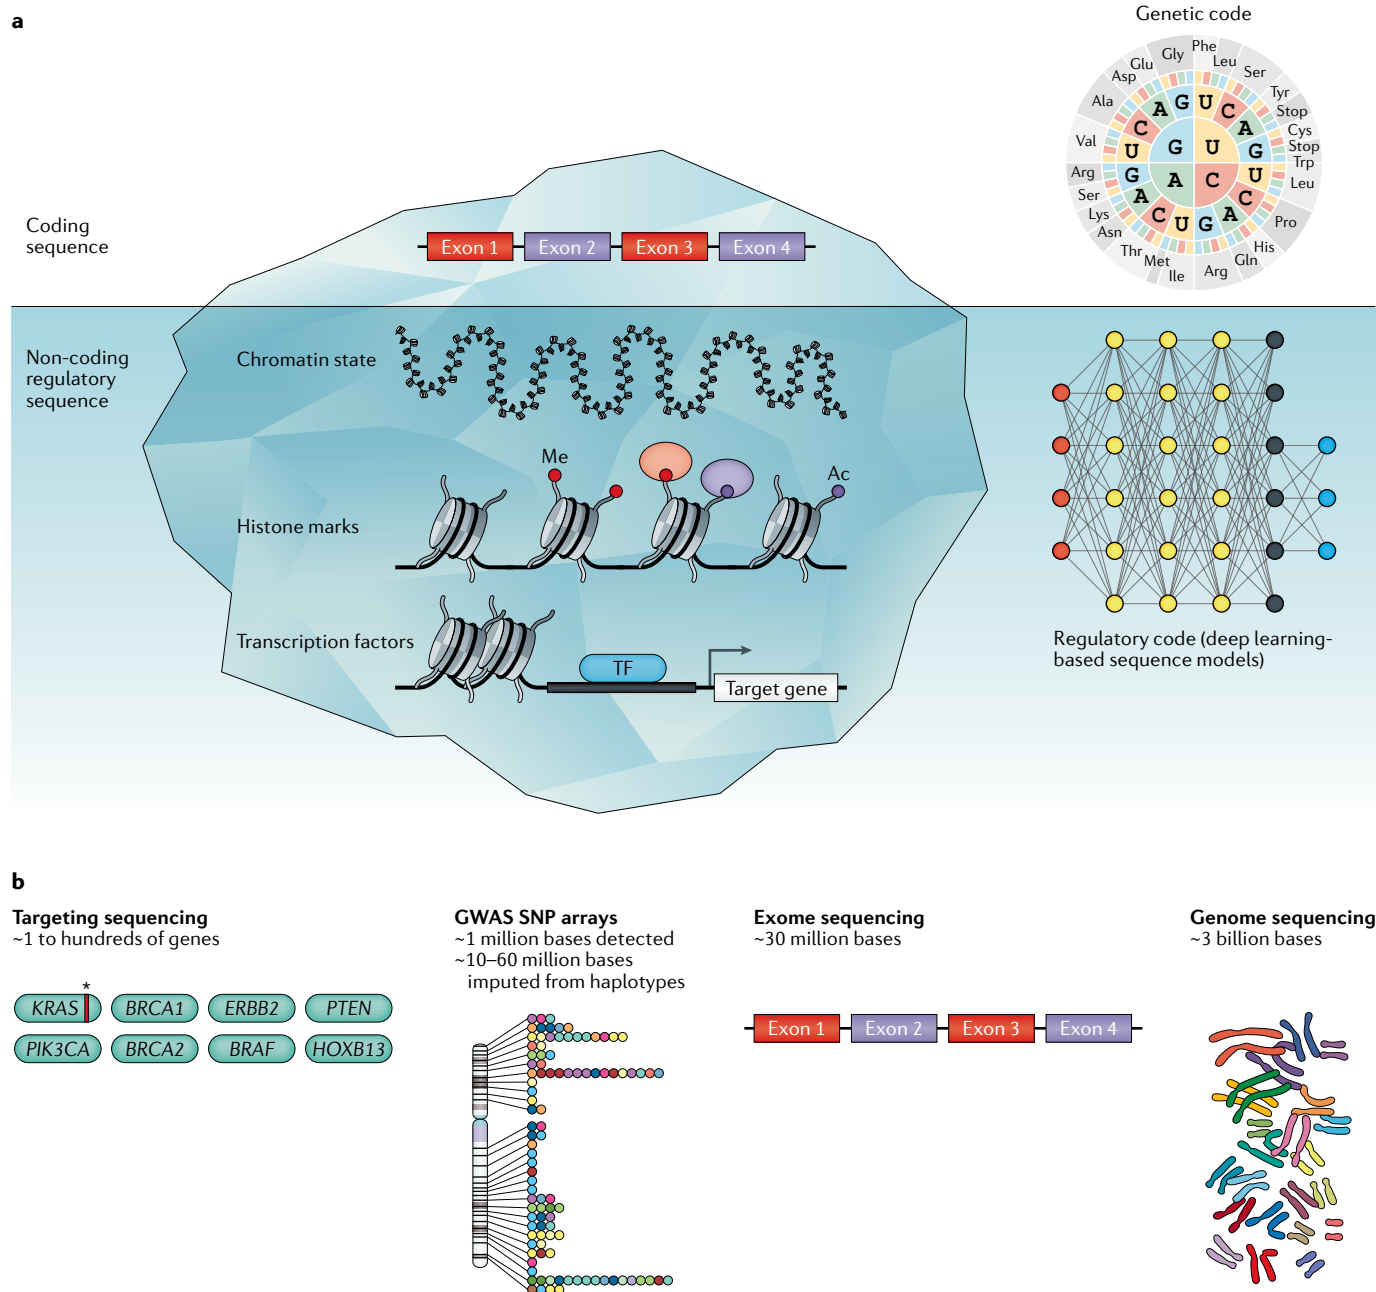 a
Genetic code
Phe
Leu
Ser
Tyr
Stop
Cys
Stop
Trp
Leu
Pro
His
Gln
Arg
Ile
Met
Thr
Asn
Lys
Ser
Arg
Val
Ala
Asp
Glu
Gly
U C A G
U C A G
U C A G
U C A G
G U
A C
Coding
sequence
Exon 1 Exon 2 Exon 3 Exon 4
Non-coding
regulatory
sequence
Chromatin state
Me
Ac
Histone marks
Transcription factors
TF
Target gene
Regulatory code (deep learning-
based sequence models)
b
Targeting sequencing
~1 to hundreds of genes
*
KRAS BRCA1 ERBB2 PTEN
PIK3CA BRCA2 BRAF HOXB13
GWAS SNP arrays
~1 million bases detected
~10–60 million bases
imputed from haplotypes
Exome sequencing
~30 million bases
Exon 1 Exon 2 Exon 3 Exon 4
Genome sequencing
~3 billion bases